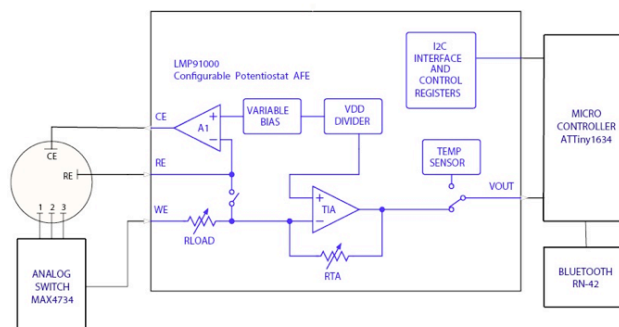 LMP91000
Configurable Potentiostat AFE
I2C
INTERFACE
AND
CONTROL
REGISTERS
MICRO
CONTROLLER
ATTiny1634
CE
A1
+
−
VARIABLE
BIAS
VDD
DIVIDER
TEMP
SENSOR
CE
RE
RE
1 2 3
WE
RLOAD
+
−
TIA
RTA
VOUT
ANALOG
SWITCH
MAX4734
BLUETOOTH
RN-42